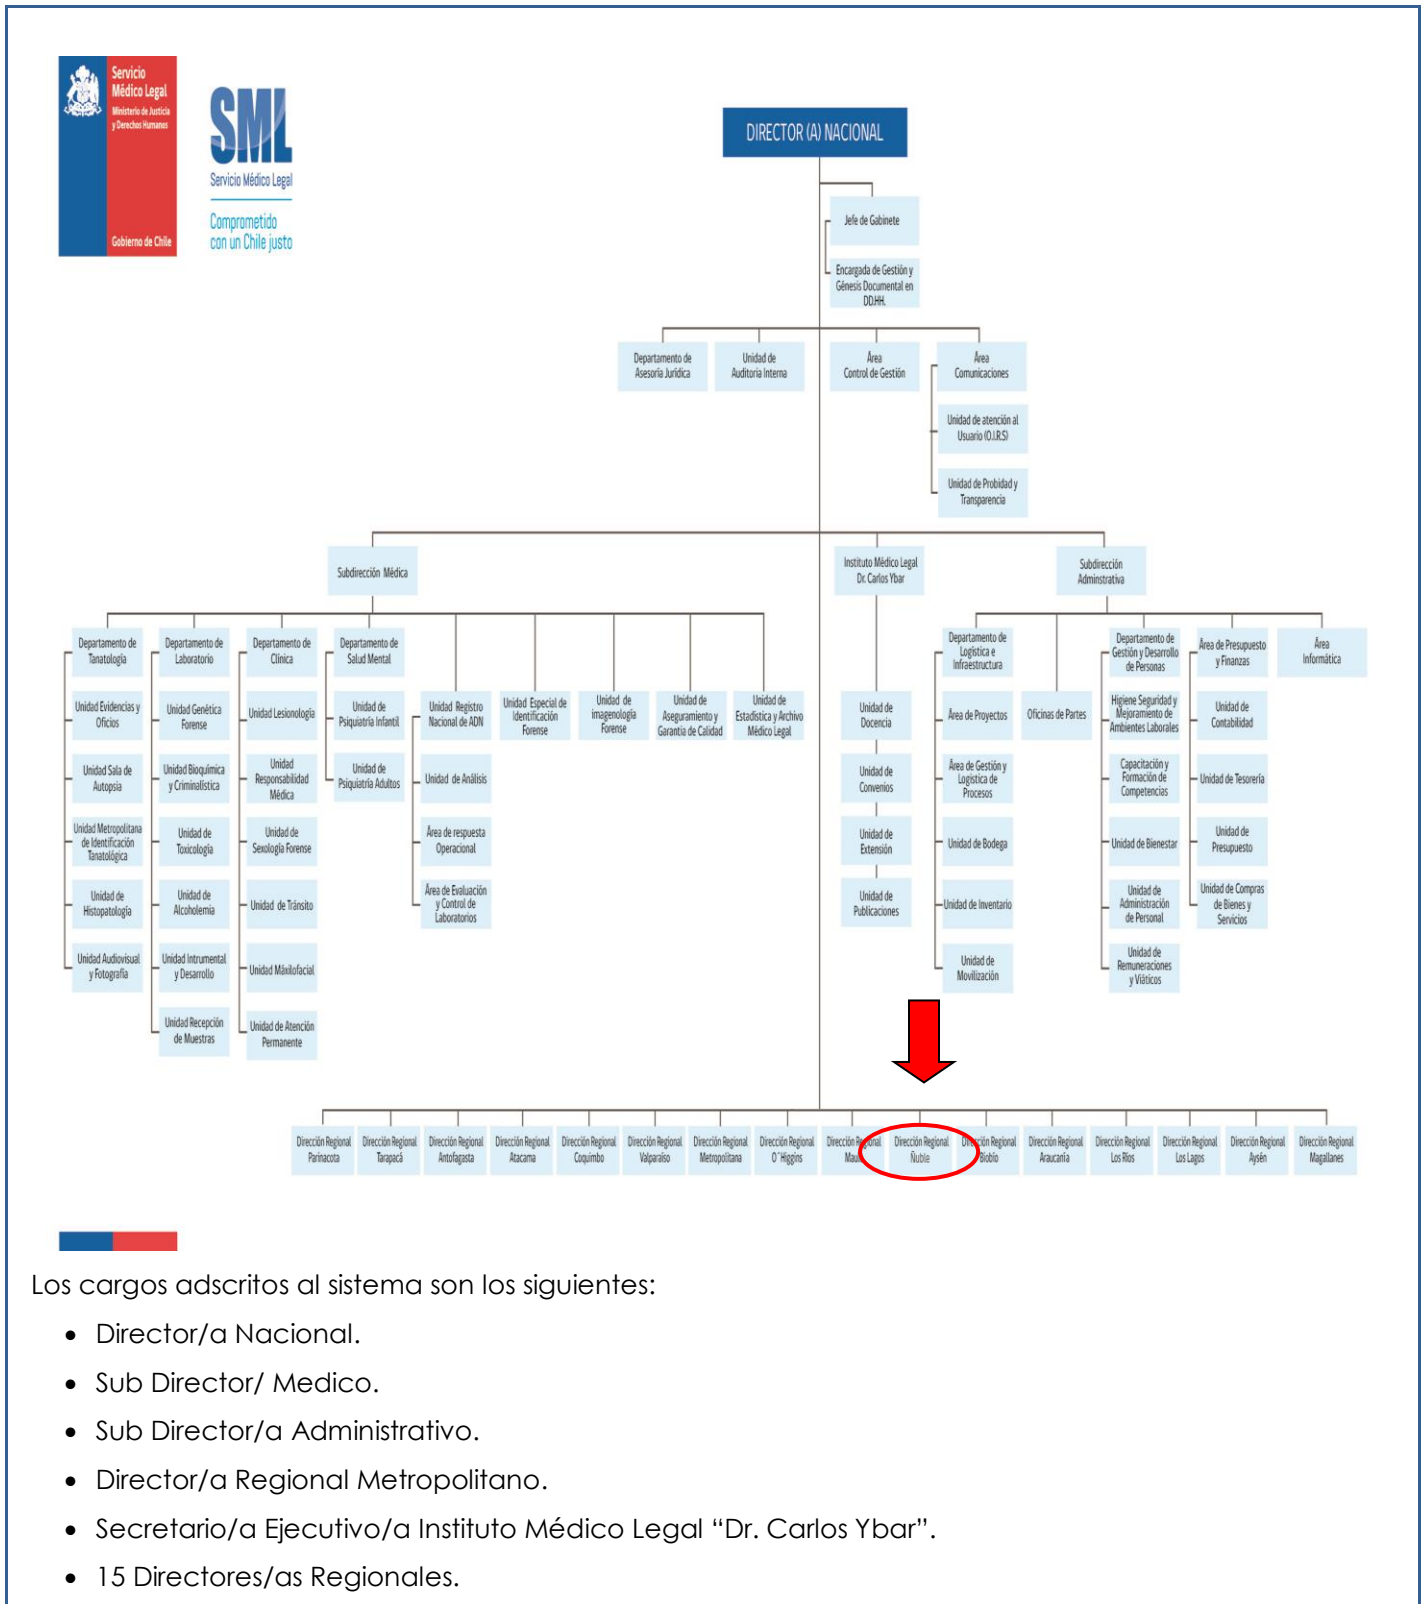 Servicio
Médico Legal
Ministerio de Justicia
y Derechos Humanos
Gobierno de Chile
SML
Servicio Médico Legal
Comprometido
con un Chile justo
DIRECTOR (A) NACIONAL
Jefe de Gabinete
Encargada de Gestión y
Génesis Documental en
DD.HH.
Departamento de
Asesoría Jurídica
Unidad de
Auditoria Interna
Área
Control de Gestión
Área
Comunicaciones
Unidad de atención al
Usuario (O.I.R.S)
Unidad de Probidad y
Transparencia
Subdirección Médica
Instituto Médico Legal
Dr. Carlos Ybar
Subdirección
Adminstrativa
Departamento de
Tanatología
Unidad Evidencias y
Oficios
Unidad Sala de
Autopsia
Unidad Metropolitana
de Identificación
Tanatológica
Unidad de
Histopatología
Unidad Audiovisual
y Fotografía
Departamento de
Laboratorio
Unidad Genética
Forense
Unidad Bioquímica
y Criminalística
Unidad de
Toxicología
Unidad de
Alcoholemia
Unidad Intrumental
y Desarrollo
Unidad Recepción
de Muestras
Departamento de
Clínica
Unidad Lesionología
Unidad
Responsabilidad
Médica
Unidad de
Sexología Forense
Unidad de Tránsito
Unidad Máxilofacial
Unidad de Atención
Permanente
Departamento de
Salud Mental
Unidad de
Psiquiatría Infantil
Unidad de
Psiquiatría Adultos
Unidad Registro
Nacional de ADN
Unidad de Análisis
Área de respuesta
Operacional
Área de Evaluación
y Control de
Laboratorios
Unidad Especial de
Identificación
Forense
Unidad de
imagenología
Forense
Unidad de
Aseguramiento y
Garantía de Calidad
Unidad de
Estadística y Archivo
Médico Legal
Unidad de
Docencia
Unidad de
Convenios
Unidad de
Extensión
Unidad de
Publicaciones
Departamento de
Logística e
Infraestructura
Área de Proyectos
Área de Gestión y
Logística de
Procesos
Unidad de Bodega
Unidad de Inventario
Unidad de
Movilización
Oficinas de Partes
Departamento de
Gestión y Desarrollo
de Personas
Higiene Seguridad y
Mejoramiento de
Ambientes Laborales
Capacitación y
Formación de
Competencias
Unidad de Bienestar
Unidad de
Administración
de Personal
Unidad de
Remuneraciones
y Viáticos
Área de Presupuesto
y Finanzas
Unidad de
Contabilidad
Unidad de Tesorería
Unidad de
Presupuesto
Unidad de Compras
de Bienes y
Servicios
Área
Informática
Dirección Regional
Parinacota
Dirección Regional
Tarapacá
Dirección Regional
Antofagasta
Dirección Regional
Atacama
Dirección Regional
Coquimbo
Dirección Regional
Valparaíso
Dirección Regional
Metropolitana
Dirección Regional
O´Higgins
Dirección Regional
Maule
Dirección Regional
Ñuble
Dirección Regional
Biobío
Dirección Regional
Araucanía
Dirección Regional
Los Ríos
Dirección Regional
Los Lagos
Dirección Regional
Aysén
Dirección Regional
Magallanes
Los cargos adscritos al sistema son los siguientes:
• Director/a Nacional.
• Sub Director/ Medico.
• Sub Director/a Administrativo.
• Director/a Regional Metropolitano.
• Secretario/a Ejecutivo/a Instituto Médico Legal “Dr. Carlos Ybar”.
• 15 Directores/as Regionales.